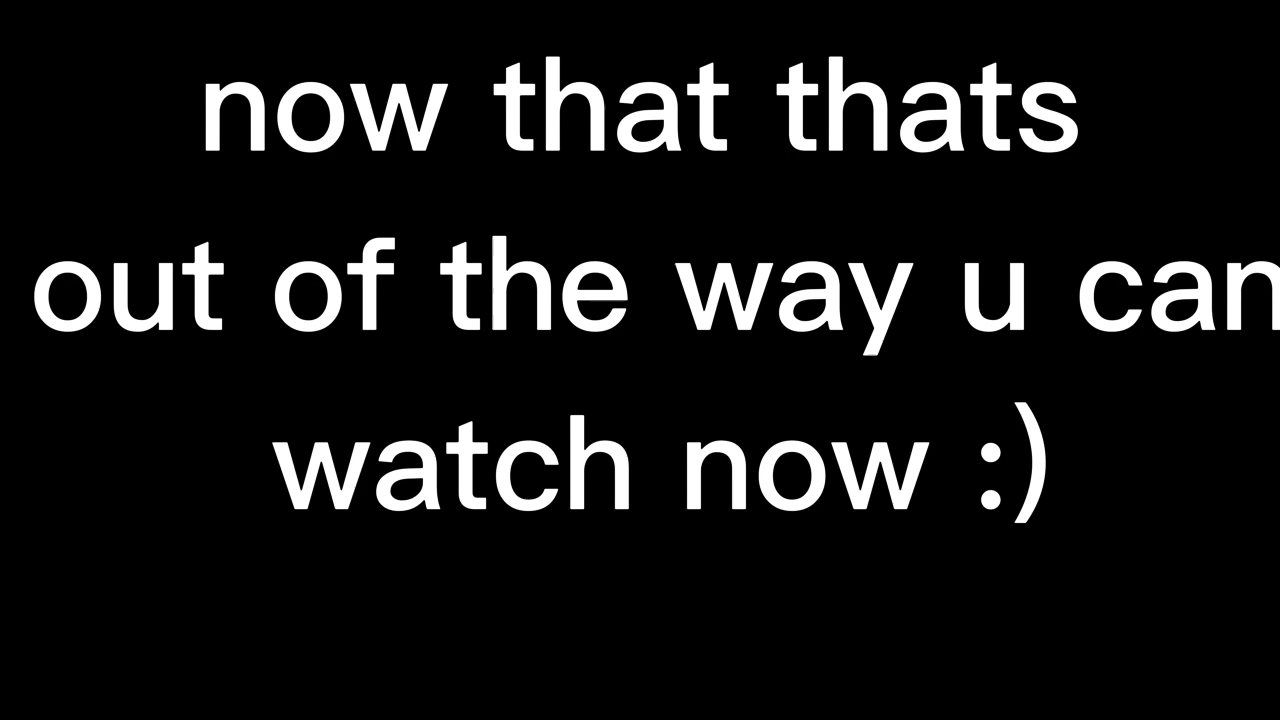 now that thats
out of the way u can
watch now :)